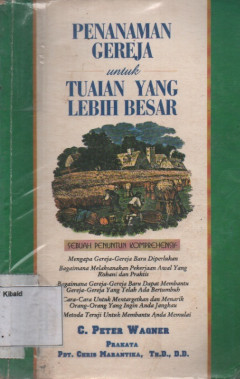 PENANAMAN
GEREJA
untuk
TUAIAN YANG
LEBIH BESAR
SEBUAH PENUNTUN KOMPREHENSIF
Mengapa Gereja-Gereja Baru Diperlukan
Bagaimana Melaksanakan Pekerjaan Awal Yang
Rohani dan Praktis
Bagaimana Gereja-Gereja Baru Dapat Membantu
Gereja-Gereja Yang Telah Ada Bertumbuh
Cara-Cara Untuk Mentargetkan dan Menarik
Orang-Orang Yang Ingin Anda Jangkau
Metoda Teruji Untuk Membantu Anda Memulai
C. PETER WAGNER
PRAKATA
PDT. CHRIS MARANTIKA, TH.D., D.D.
Kibaid